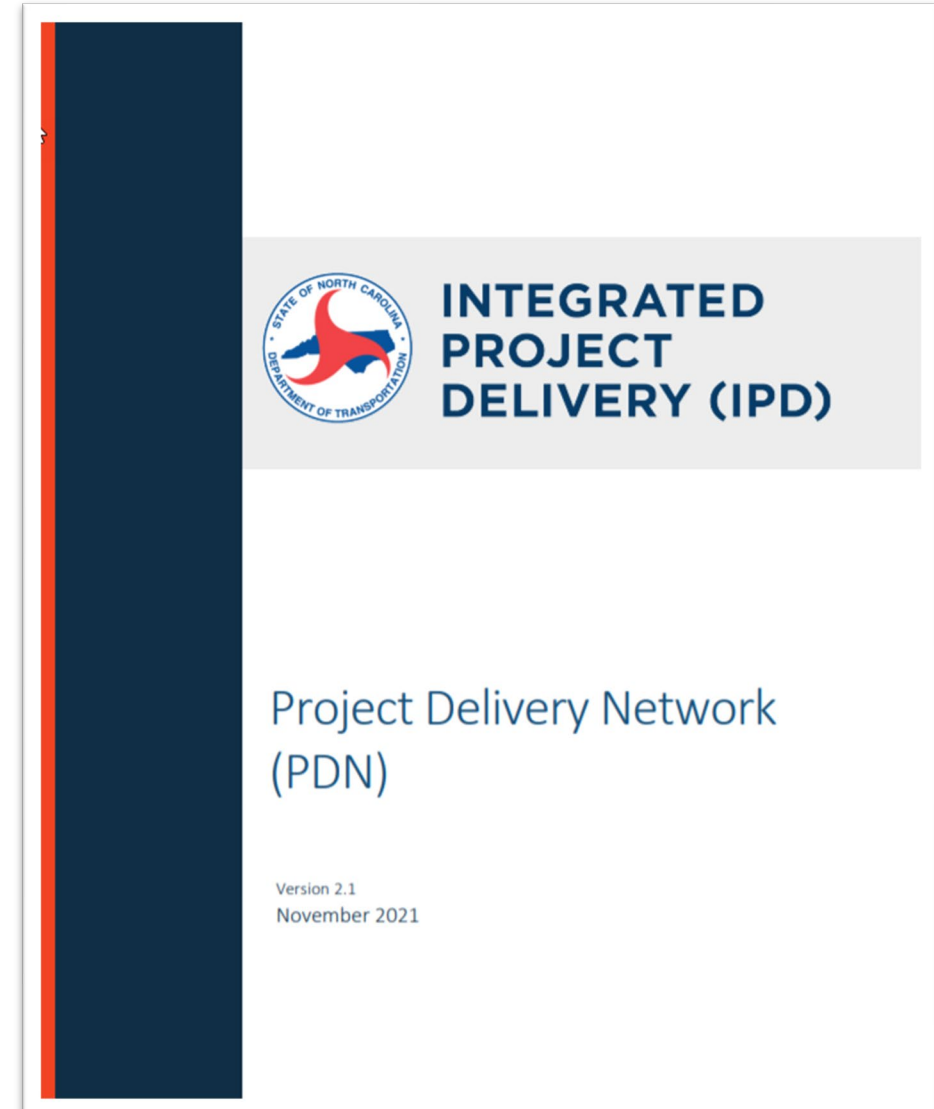 STATE OF NORTH CAROLINA
DEPARTMENT OF TRANSPORTATION
INTEGRATED
PROJECT
DELIVERY (IPD)
Project Delivery Network
(PDN)
Version 2.1
November 2021